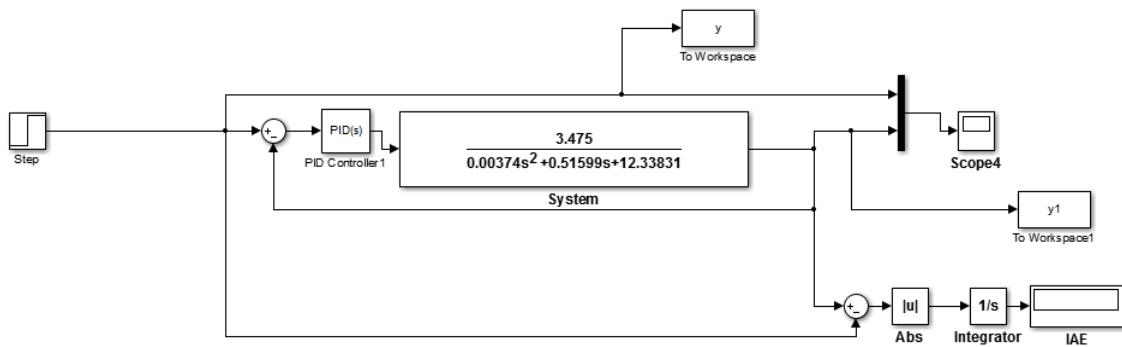 y
To Workspace
Step
+
-
PID(s)
PID Controller1
3.475
0.00374s2+0.51599s+12.33831
System
Scope4
y1
To Workspace1
+
-
|u|
Abs
1/s
Integrator
IAE